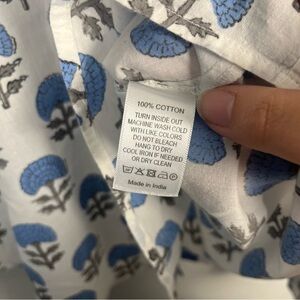 100% COTTON
TURN INSIDE OUT
MACHINE WASH COLD
WITH LIKE COLORS
DO NOT BLEACH
HANG TO DRY
COOL IRON IF NEEDED
OR DRY CLEAN
Made in India